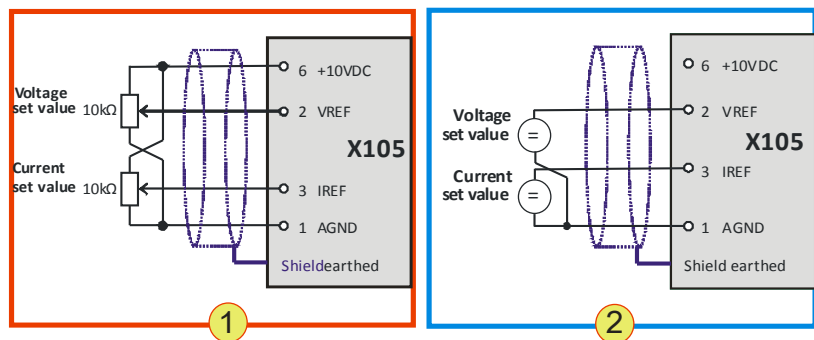 6 +10VDC
Voltage
set value 10kΩ
2 VREF
X105
Current
set value 10kΩ
3 IREF
1 AGND
Shieldearthed
1
6 +10VDC
Voltage
set value
2 VREF
X105
Current
set value
3 IREF
1 AGND
Shield earthed
2